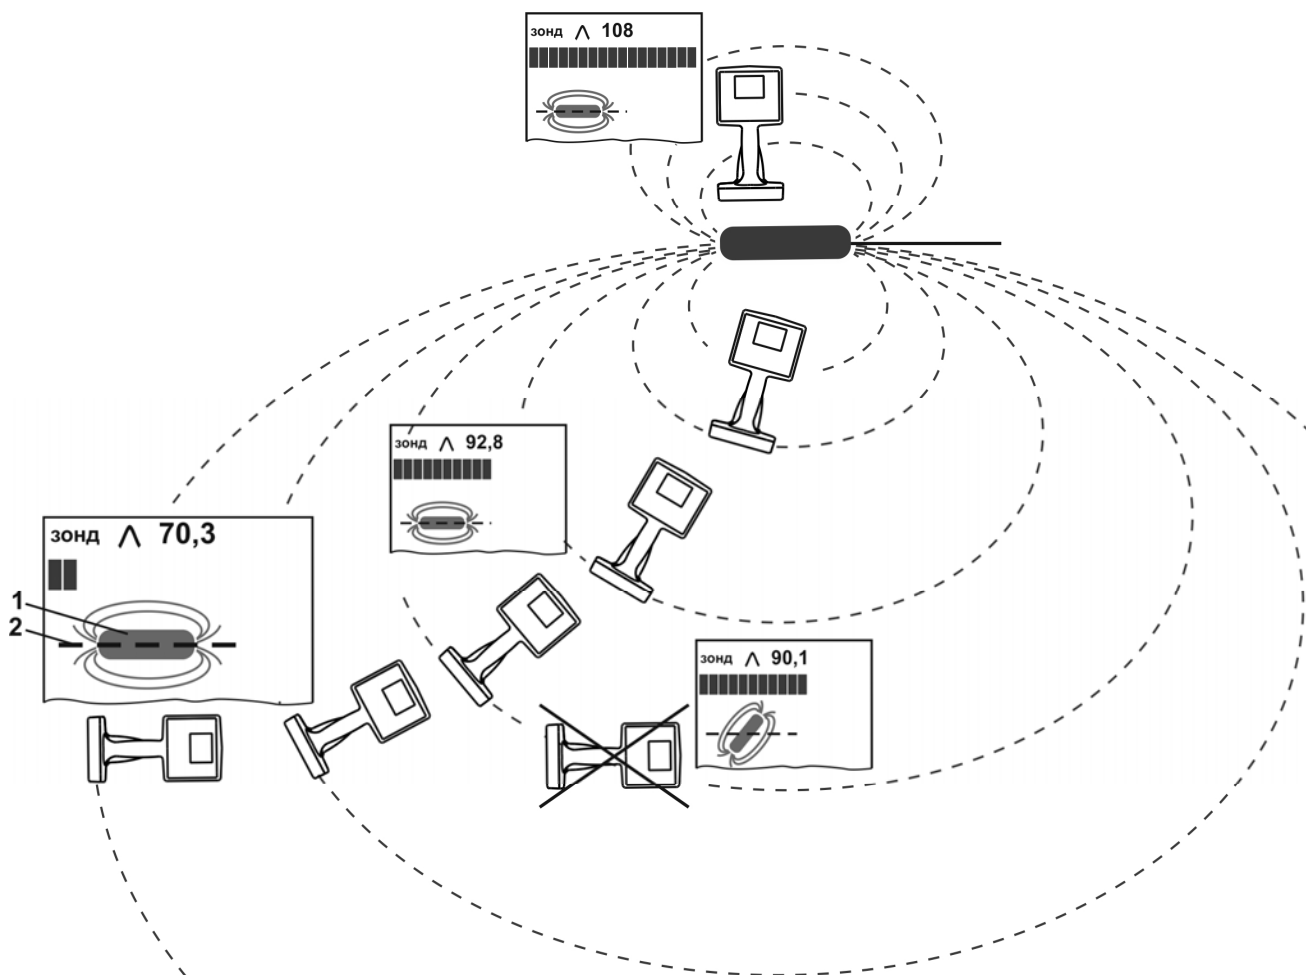 зонд ⋀ 108
зонд ⋀ 92,8
зонд ⋀ 70,3
1
2
зонд ⋀ 90,1